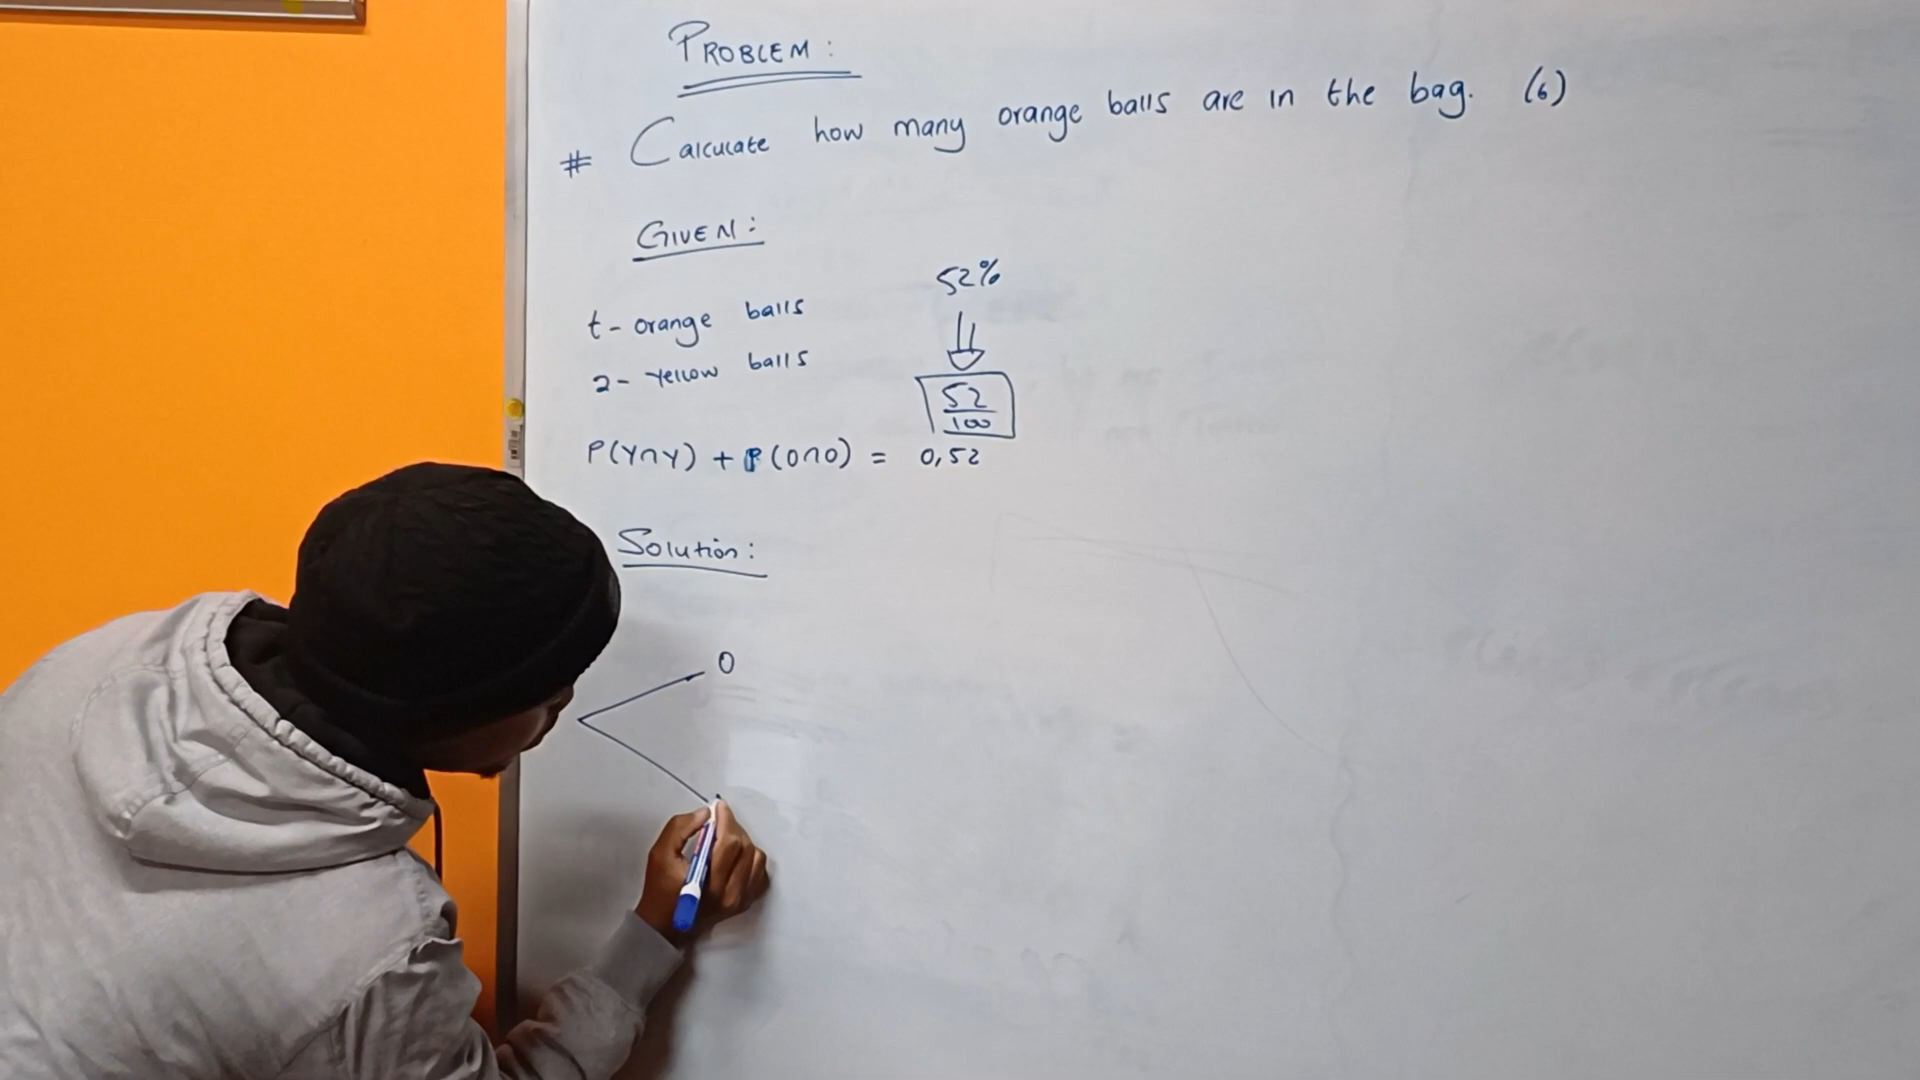 PROBLEM:
# Calculate how many orange balls are in the bag. (6)
GIVEN:
t - orange balls
2 - yellow balls
52%
52
100
P(Y∩Y) + P(O∩O) = 0,52
Solution:
O